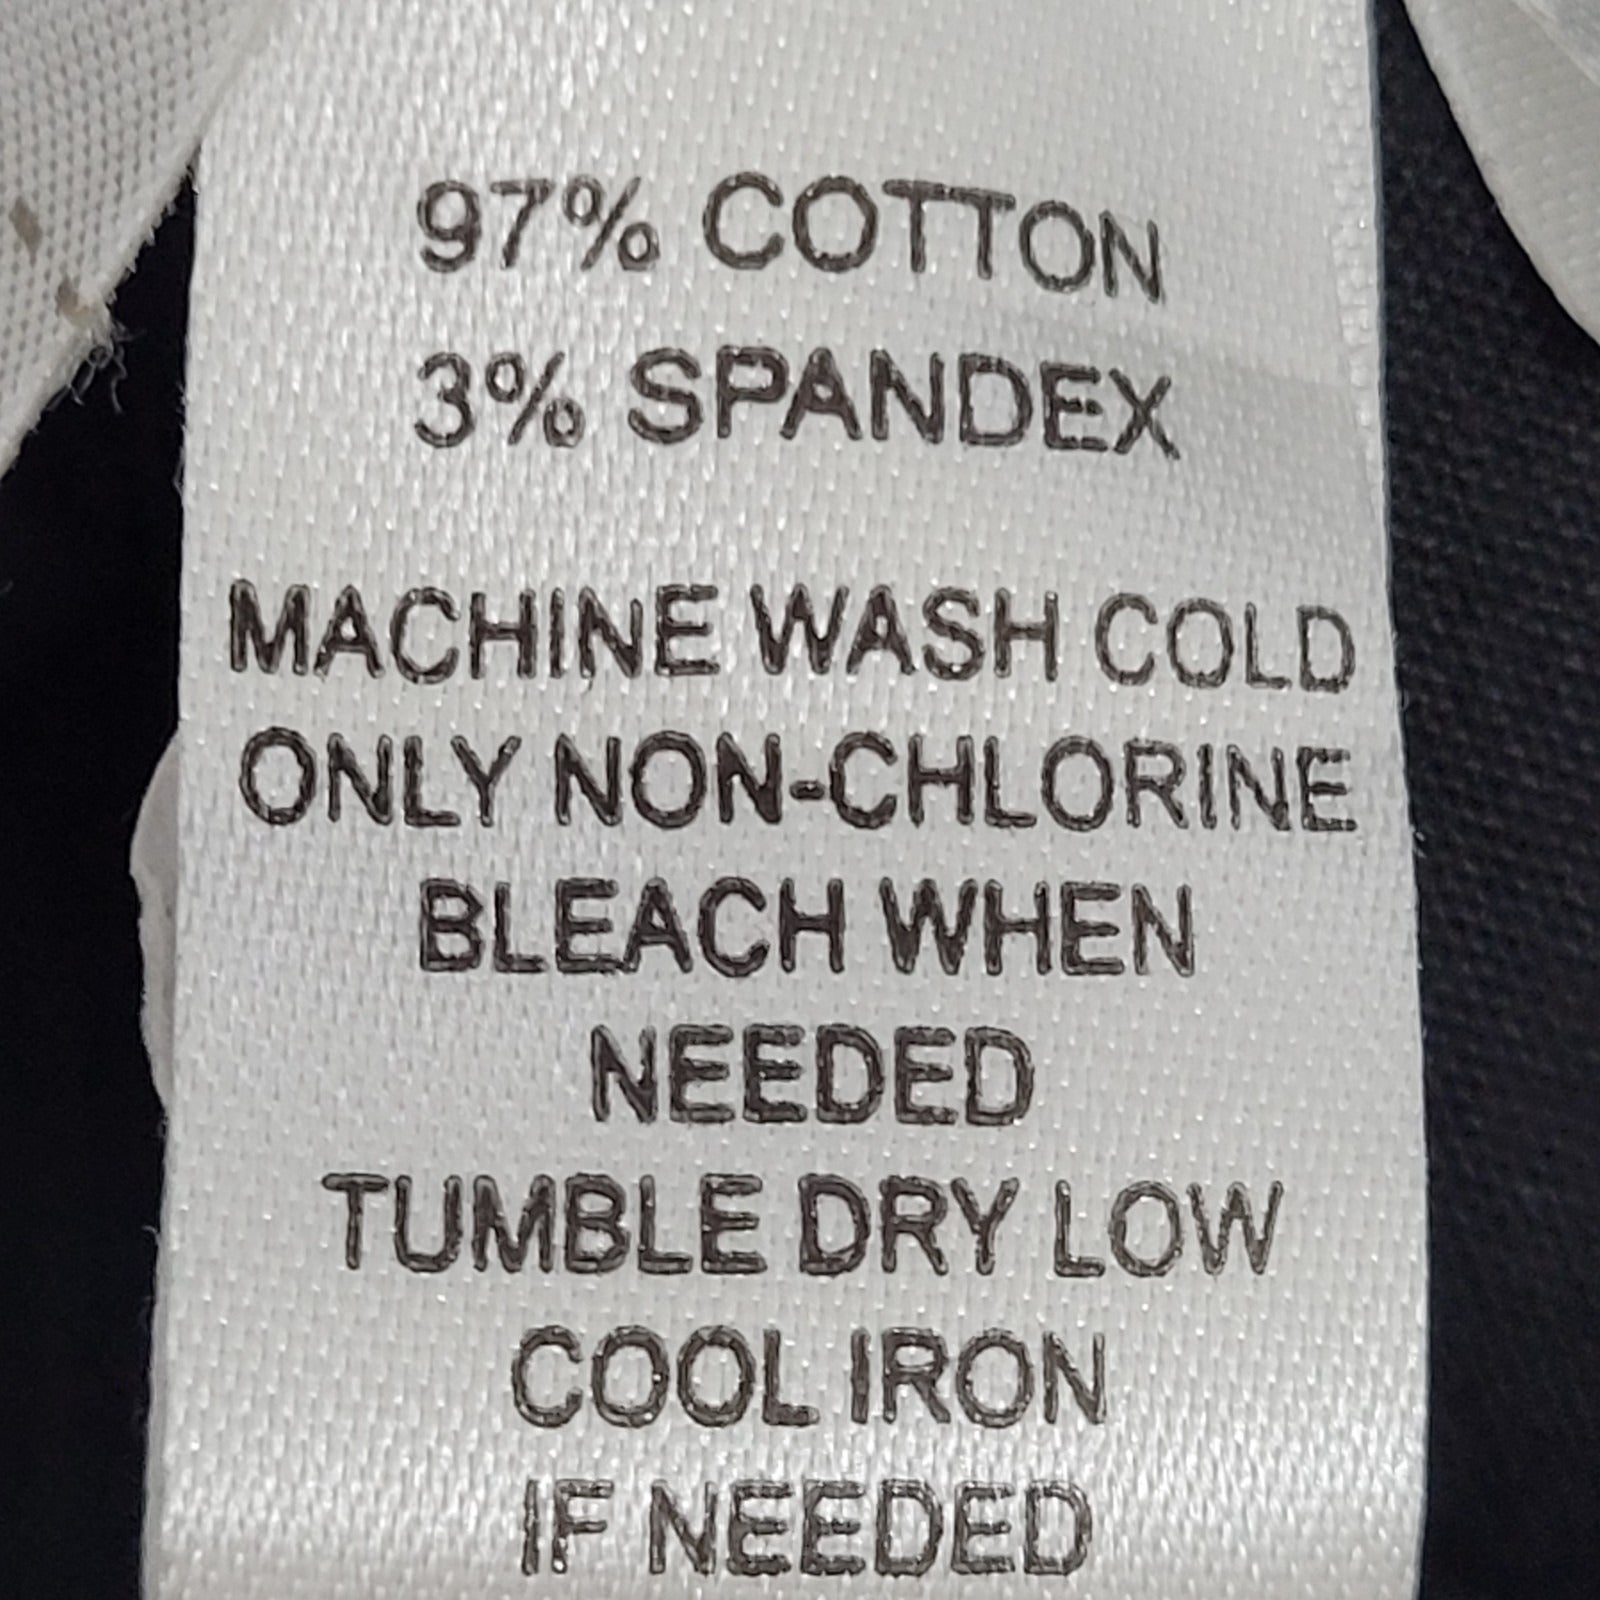 97% COTTON
3% SPANDEX
MACHINE WASH COLD
ONLY NON-CHLORINE
BLEACH WHEN
NEEDED
TUMBLE DRY LOW
COOL IRON
IF NEEDED